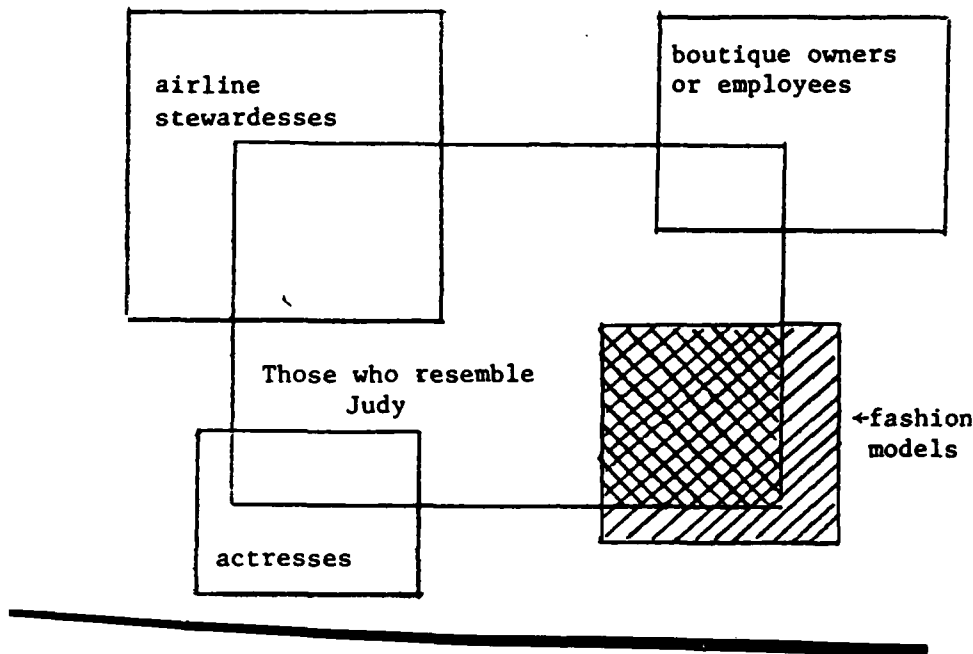 airline
stewardesses
boutique owners
or employees
Those who resemble
Judy
←fashion
models
actresses